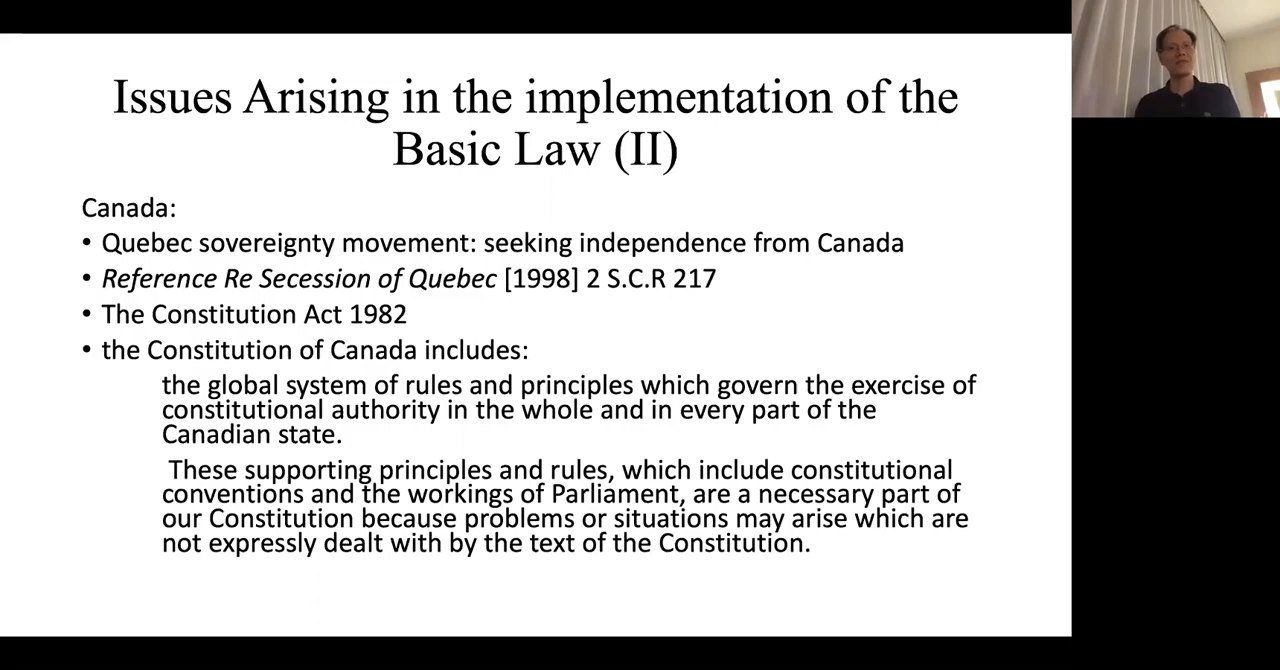 Issues Arising in the implementation of the
Basic Law (II)
Canada:
• Quebec sovereignty movement: seeking independence from Canada
• Reference Re Secession of Quebec [1998] 2 S.C.R 217
• The Constitution Act 1982
• the Constitution of Canada includes:
the global system of rules and principles which govern the exercise of
constitutional authority in the whole and in every part of the
Canadian state.
These supporting principles and rules, which include constitutional
conventions and the workings of Parliament, are a necessary part of
our Constitution because problems or situations may arise which are
not expressly dealt with by the text of the Constitution.